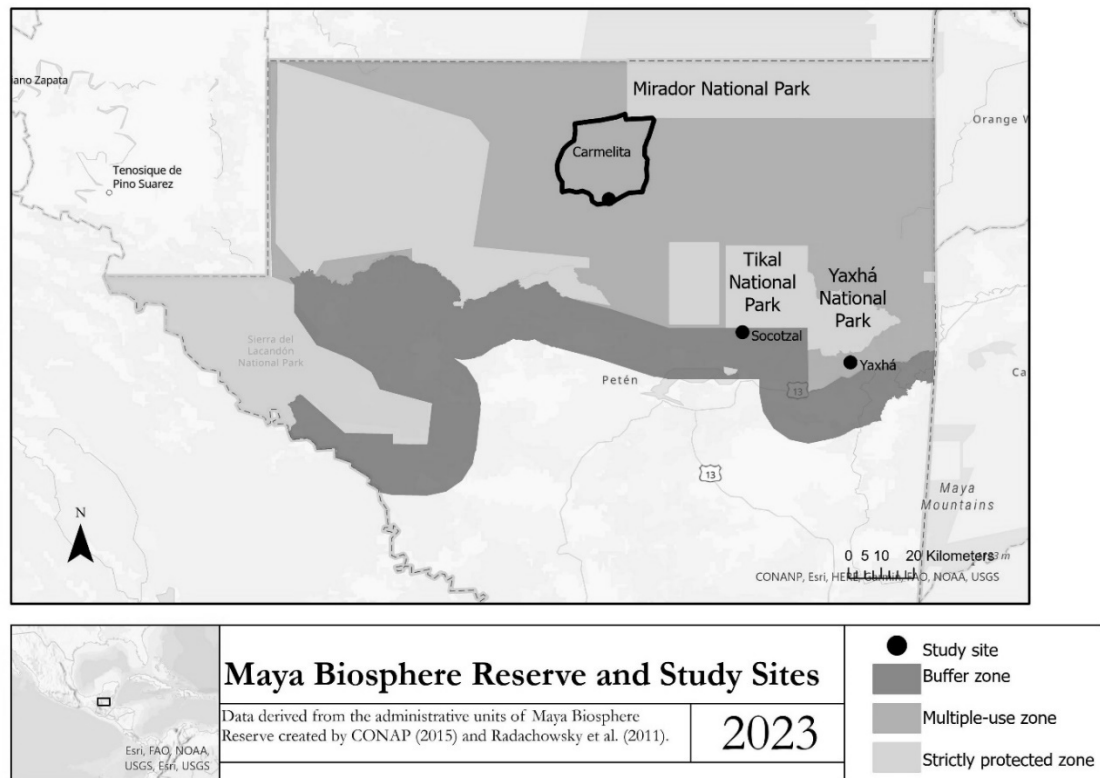 iano Zapata
Mirador National Park
Orange W
Carmelita
Tenosique de
Pino Suarez
Tikal
National
Park
Yaxhá
National
Park
Sierra del
Lacandón
National Park
Socotzal
Yaxhá
Petén
13
Ca
13
Maya
Mountains
N
0 5 10 20 Kilometers
CONANP, Esri, HERE, Garmin, FAO, NOAA, USGS
Maya Biosphere Reserve and Study Sites
Data derived from the administrative units of Maya Biosphere
Reserve created by CONAP (2015) and Radachowsky et al. (2011).
2023
Esri, FAO, NOAA,
USGS, Esri, USGS
Study site
Buffer zone
Multiple-use zone
Strictly protected zone